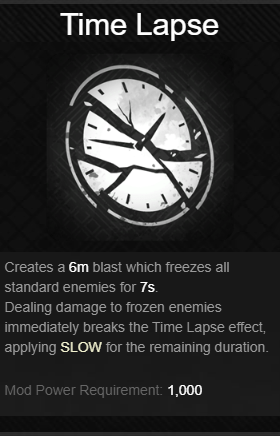 Time Lapse
Creates a 6m blast which freezes all
standard enemies for 7s.
Dealing damage to frozen enemies
immediately breaks the Time Lapse effect,
applying SLOW for the remaining duration.
Mod Power Requirement: 1,000